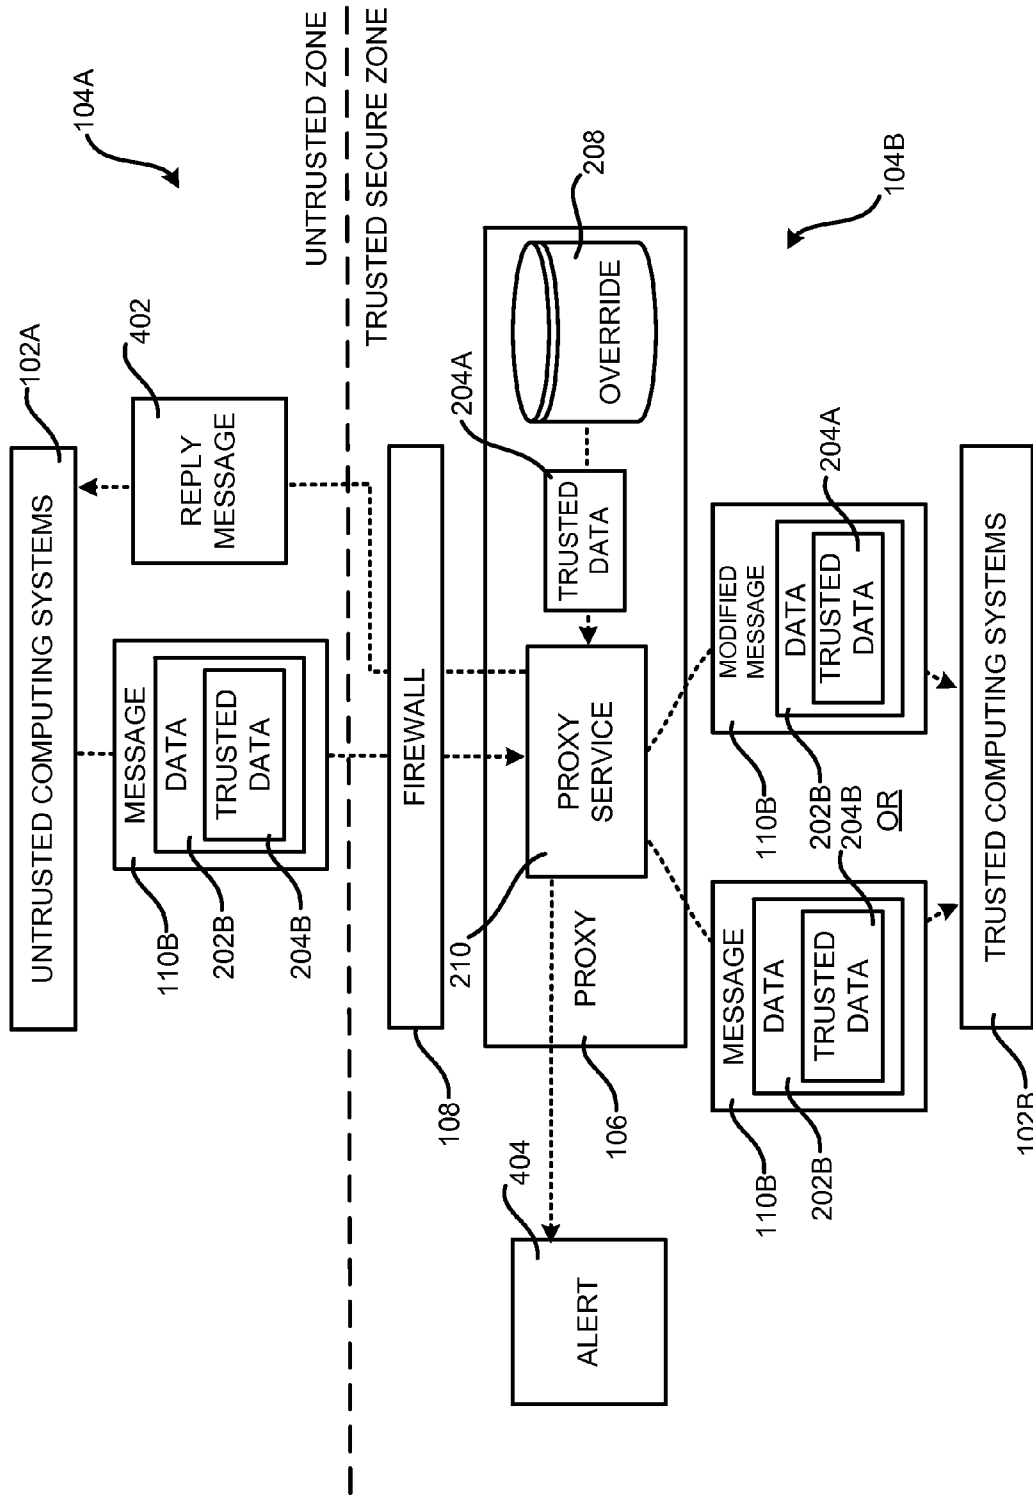 104A
UNTRUSTED ZONE
TRUSTED SECURE ZONE
102A
UNTRUSTED COMPUTING SYSTEMS
402
REPLY
MESSAGE
MESSAGE
DATA
TRUSTED
DATA
110B
202B
204B
FIREWALL
108
208
OVERRIDE
204A
TRUSTED
DATA
PROXY
SERVICE
210
PROXY
106
404
ALERT
104B
MODIFIED
MESSAGE
DATA
TRUSTED
DATA
204A
110B
202B
204B
OR
MESSAGE
DATA
TRUSTED
DATA
110B
202B
TRUSTED COMPUTING SYSTEMS
102B